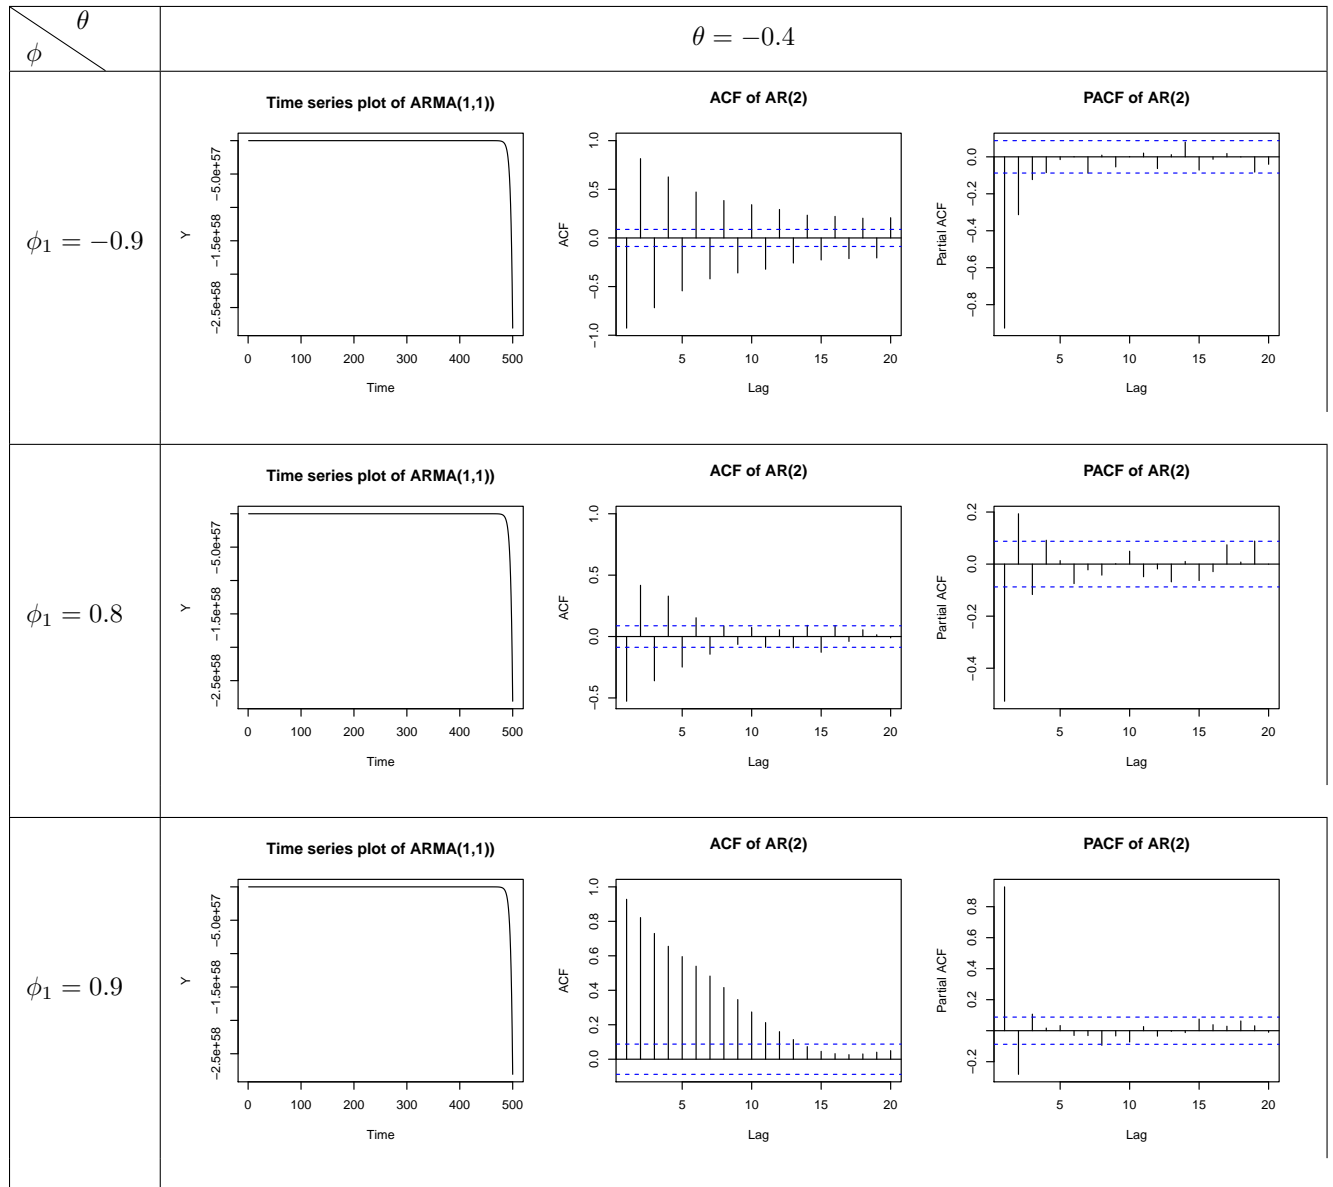 θ
ϕ
θ = −0.4
ϕ₁ = −0.9
Time series plot of ARMA(1,1))
Y
−5.0e+57
−1.5e+58
−2.5e+58
0 100 200 300 400 500
Time
ACF of AR(2)
ACF
1.0
0.5
0.0
−0.5
−1.0
5 10 15 20
Lag
PACF of AR(2)
Partial ACF
0.0
−0.2
−0.4
−0.6
−0.8
5 10 15 20
Lag
ϕ₁ = 0.8
Time series plot of ARMA(1,1))
Y
−5.0e+57
−1.5e+58
−2.5e+58
0 100 200 300 400 500
Time
ACF of AR(2)
ACF
1.0
0.5
0.0
−0.5
5 10 15 20
Lag
PACF of AR(2)
Partial ACF
0.2
0.0
−0.2
−0.4
5 10 15 20
Lag
ϕ₁ = 0.9
Time series plot of ARMA(1,1))
Y
−5.0e+57
−1.5e+58
−2.5e+58
0 100 200 300 400 500
Time
ACF of AR(2)
ACF
1.0
0.8
0.6
0.4
0.2
0.0
5 10 15 20
Lag
PACF of AR(2)
Partial ACF
0.8
0.6
0.4
0.2
−0.2
5 10 15 20
Lag